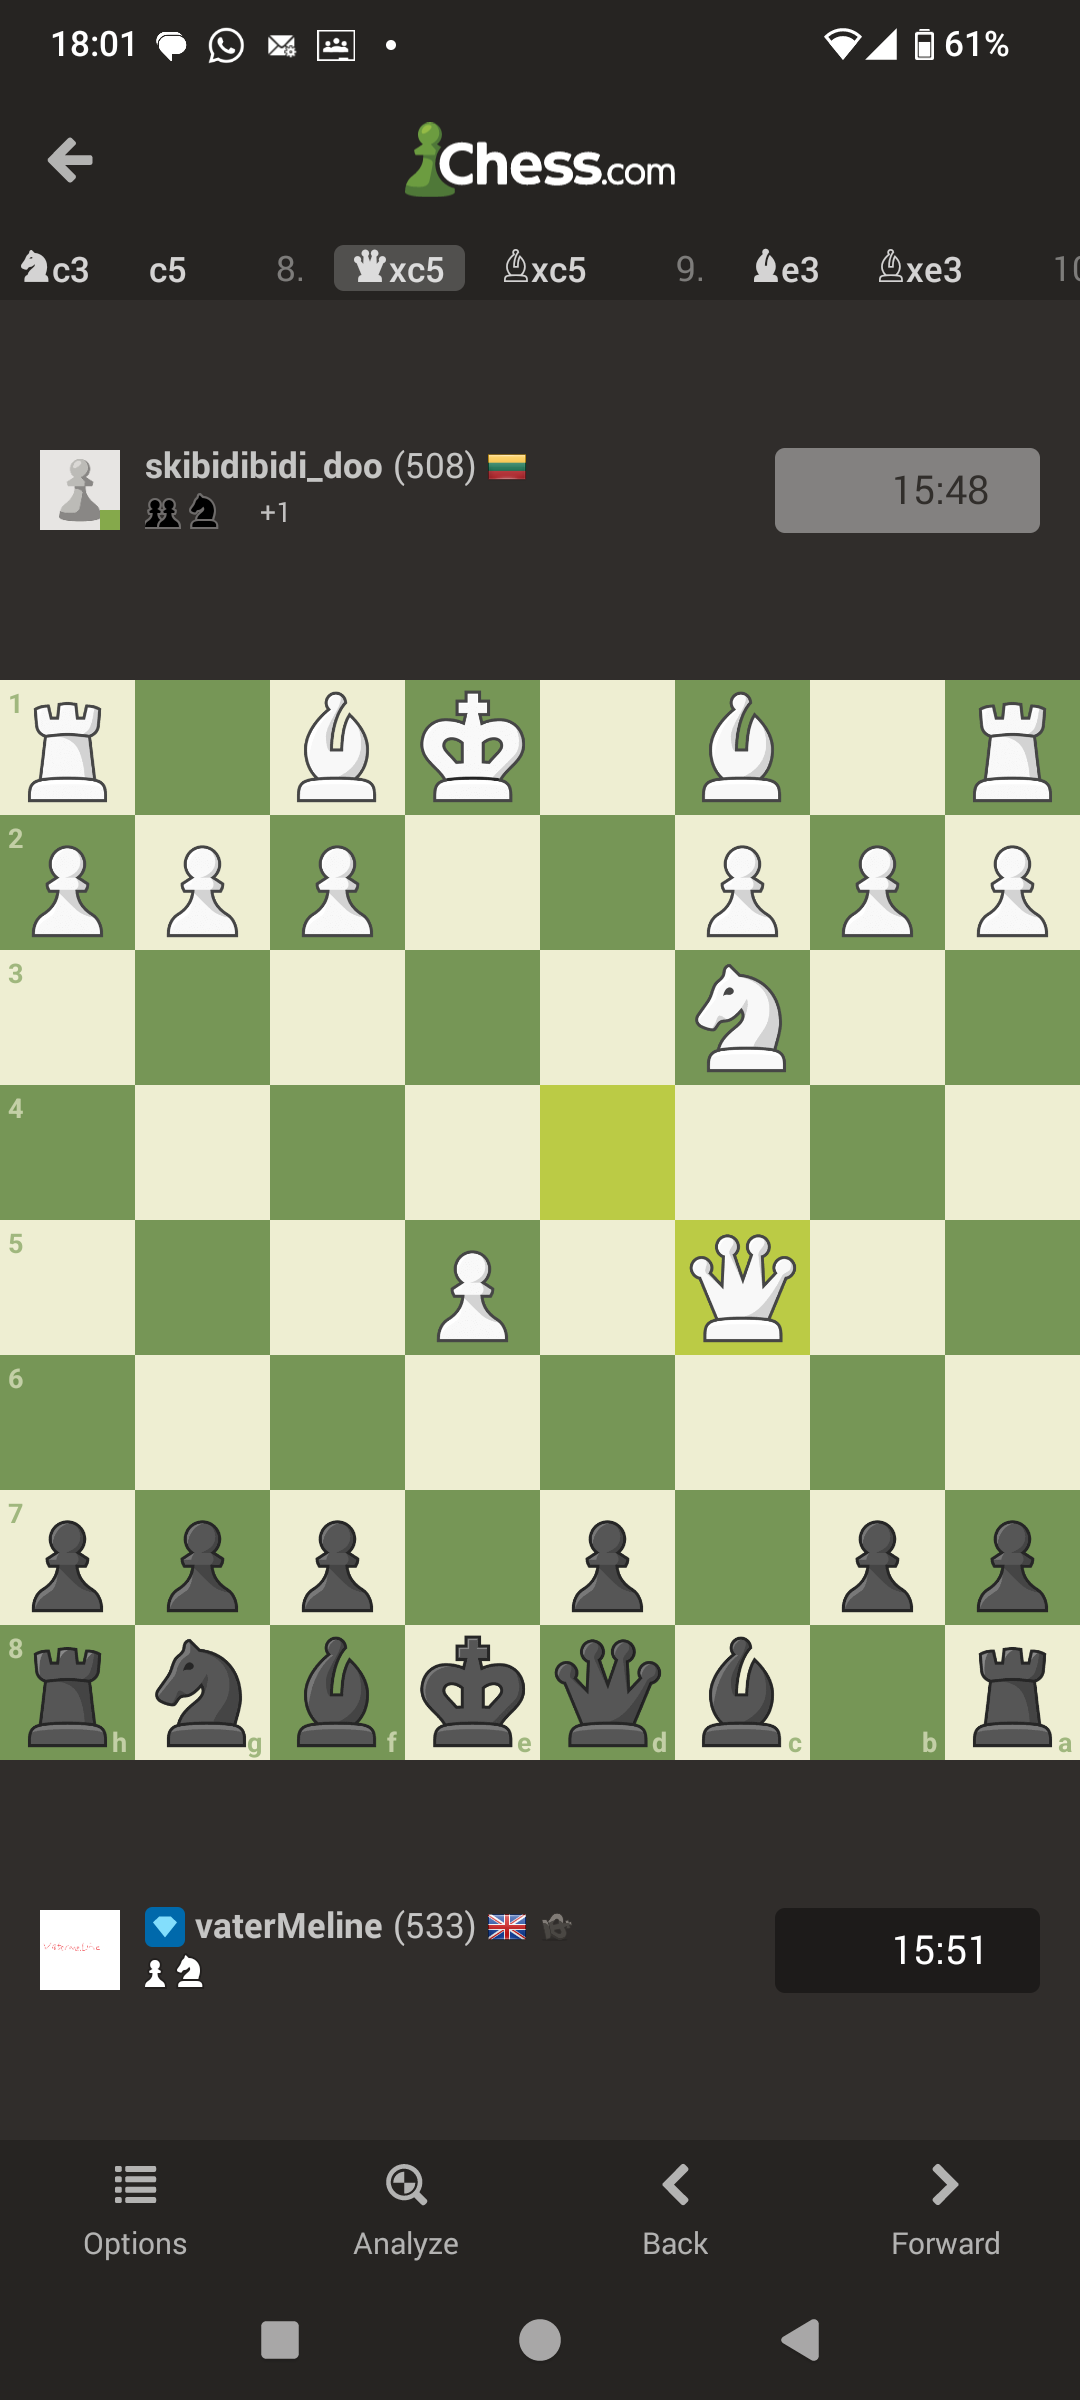 18:01 61%
Chess.com
c3 c5 8. xc5 xc5 9. e3 xe3 10
skibidibidi_doo (508) 15:48
+1
1
2
3
4
5
6
7
8
h g f e d c b a
vaterMeline (533) 15:51
Options Analyze Back Forward